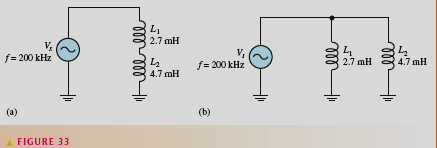 L1
2.7 mH
Vs
f = 200 kHz
L2
4.7 mH
(a)
Vs
f = 200 kHz
L1
2.7 mH
L2
4.7 mH
(b)
▲ FIGURE 33